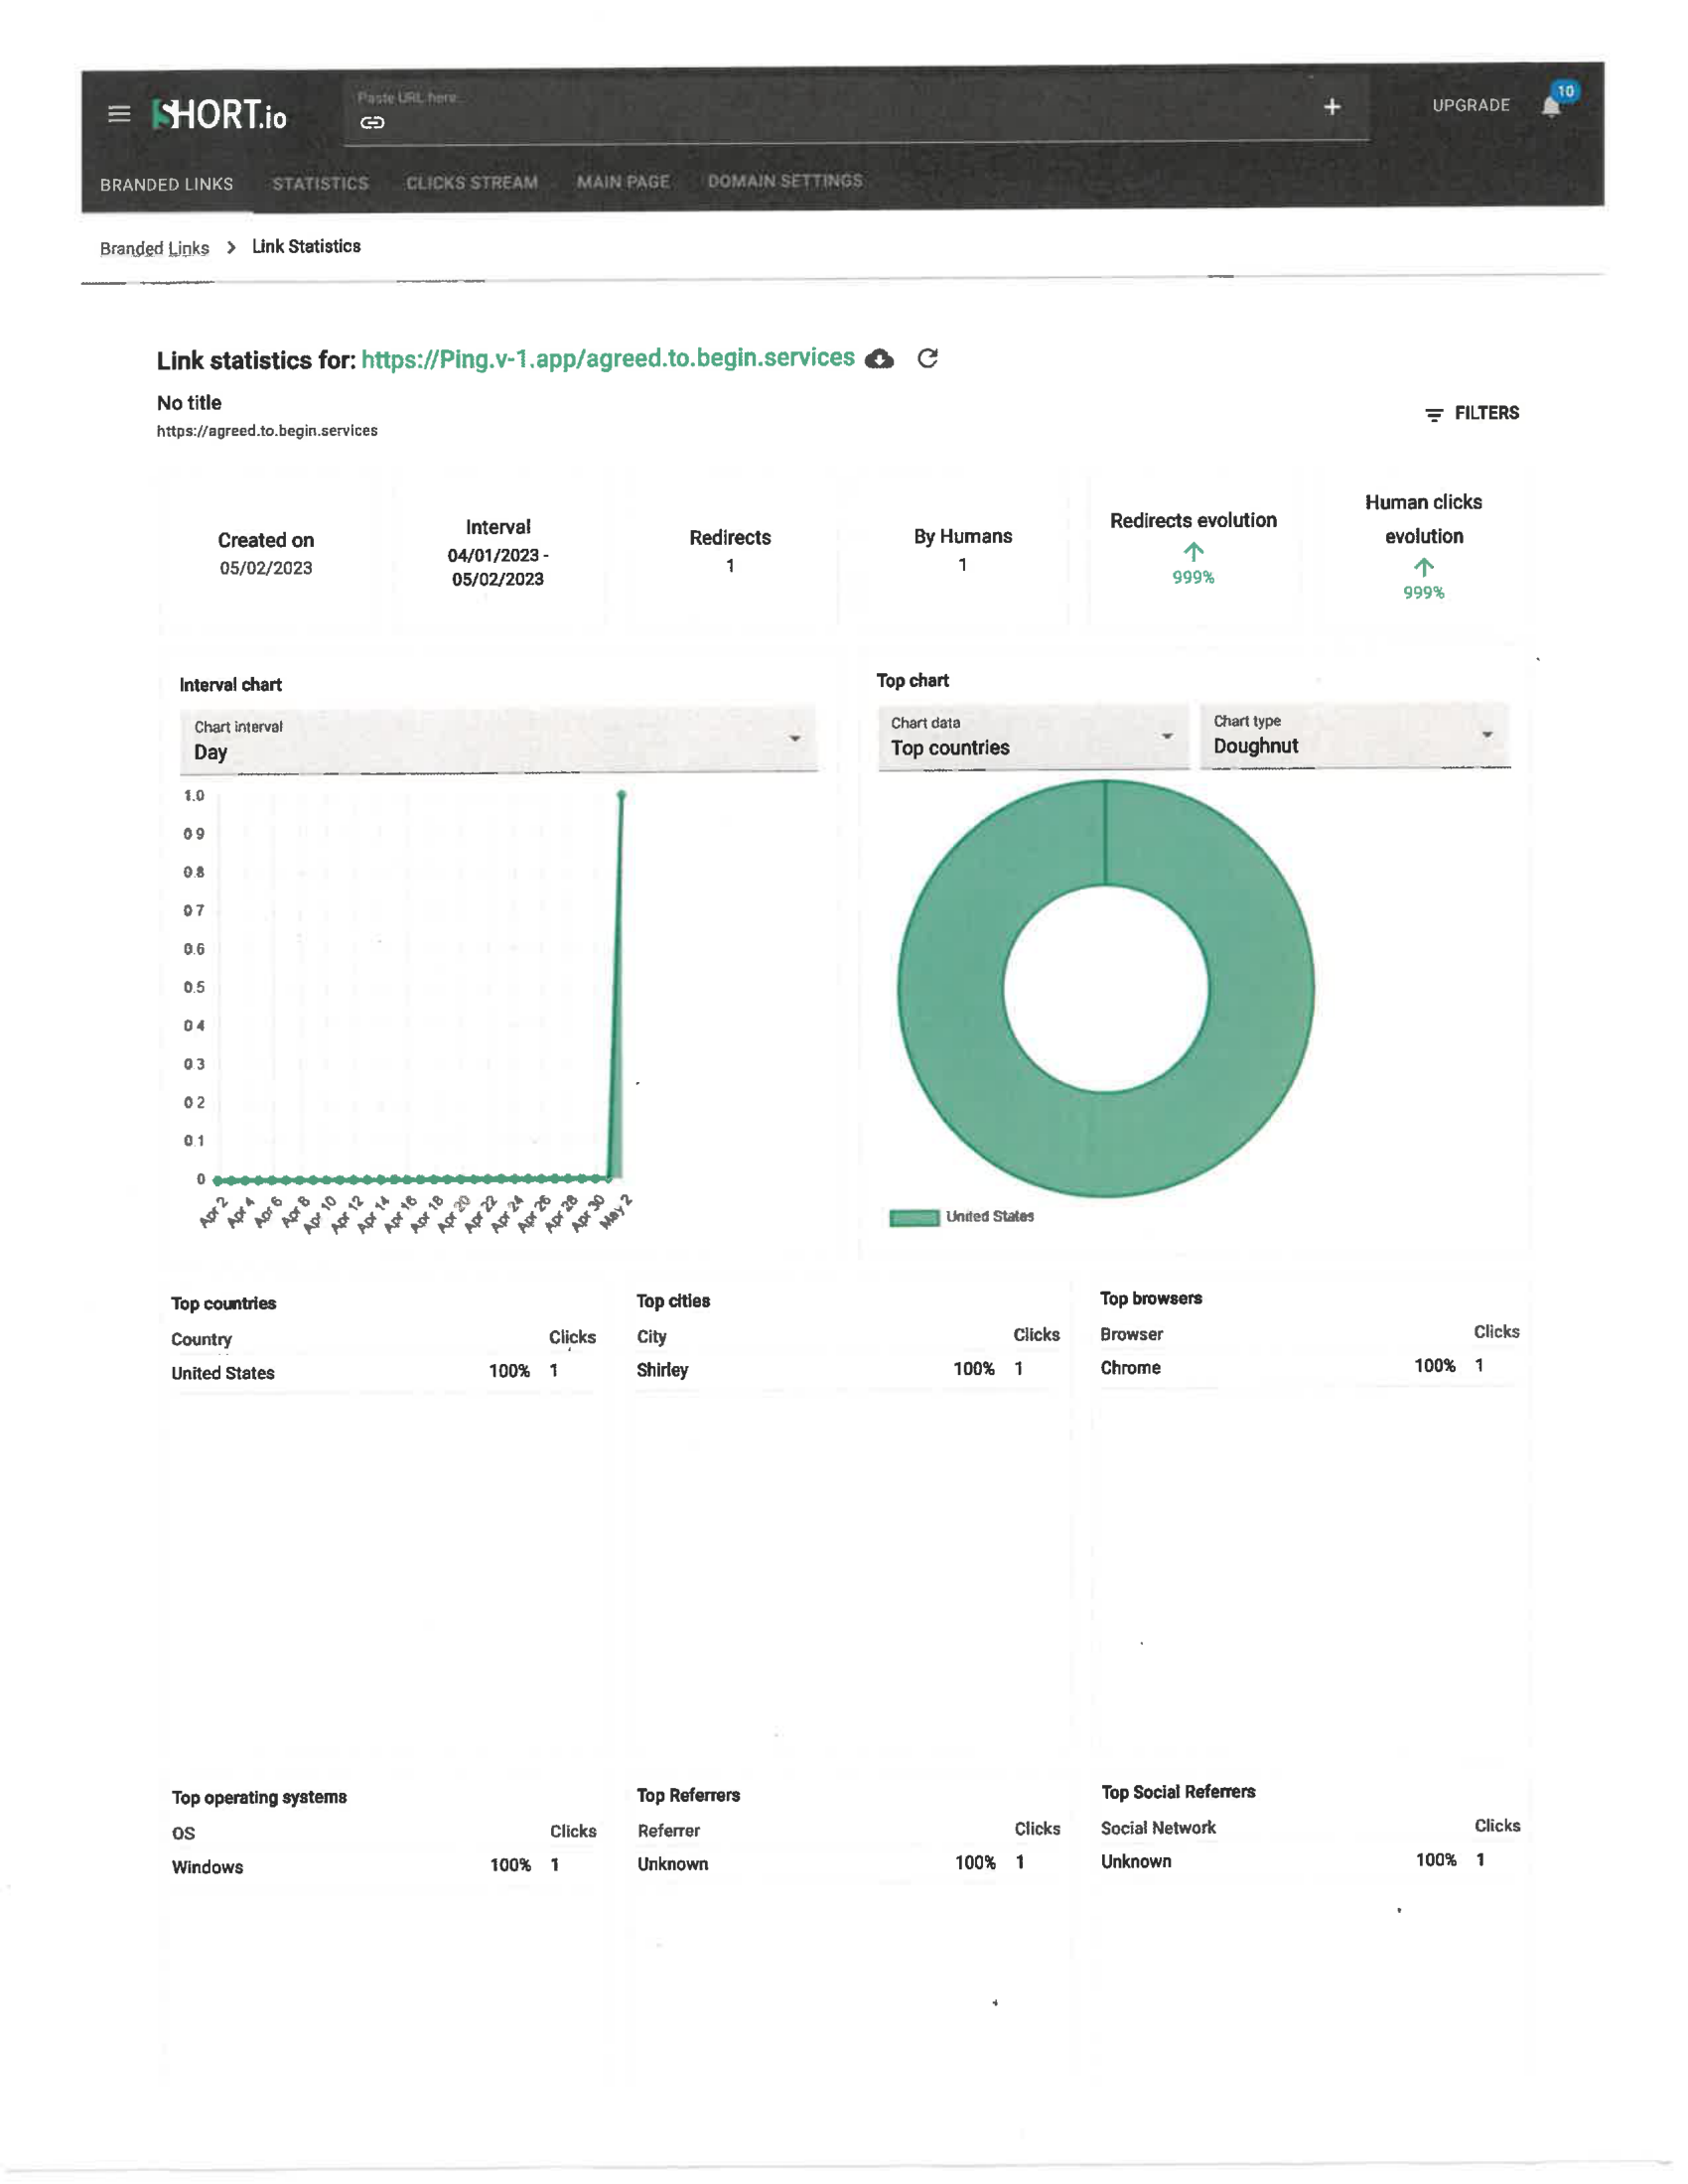 SHORT.io
Paste URL here...
+
UPGRADE
10
BRANDED LINKS STATISTICS CLICKS STREAM MAIN PAGE DOMAIN SETTINGS
Branded Links > Link Statistics
Link statistics for: https://Ping.v-1.app/agreed.to.begin.services
No title
https://agreed.to.begin.services
FILTERS
Created on
05/02/2023
Interval
04/01/2023 -
05/02/2023
Redirects
1
By Humans
1
Redirects evolution
↑
999%
Human clicks
evolution
↑
999%
Interval chart
Chart interval
Day
1.0
0.9
0.8
0.7
0.6
0.5
0.4
0.3
0.2
0.1
0
Apr 2 Apr 4 Apr 6 Apr 8 Apr 10 Apr 12 Apr 14 Apr 16 Apr 18 Apr 20 Apr 22 Apr 24 Apr 26 Apr 28 Apr 30 May 2
Top chart
Chart data
Top countries
Chart type
Doughnut
United States
Top countries
Country Clicks
United States 100% 1
Top cities
City Clicks
Shirley 100% 1
Top browsers
Browser Clicks
Chrome 100% 1
Top operating systems
OS Clicks
Windows 100% 1
Top Referrers
Referrer Clicks
Unknown 100% 1
Top Social Referrers
Social Network Clicks
Unknown 100% 1